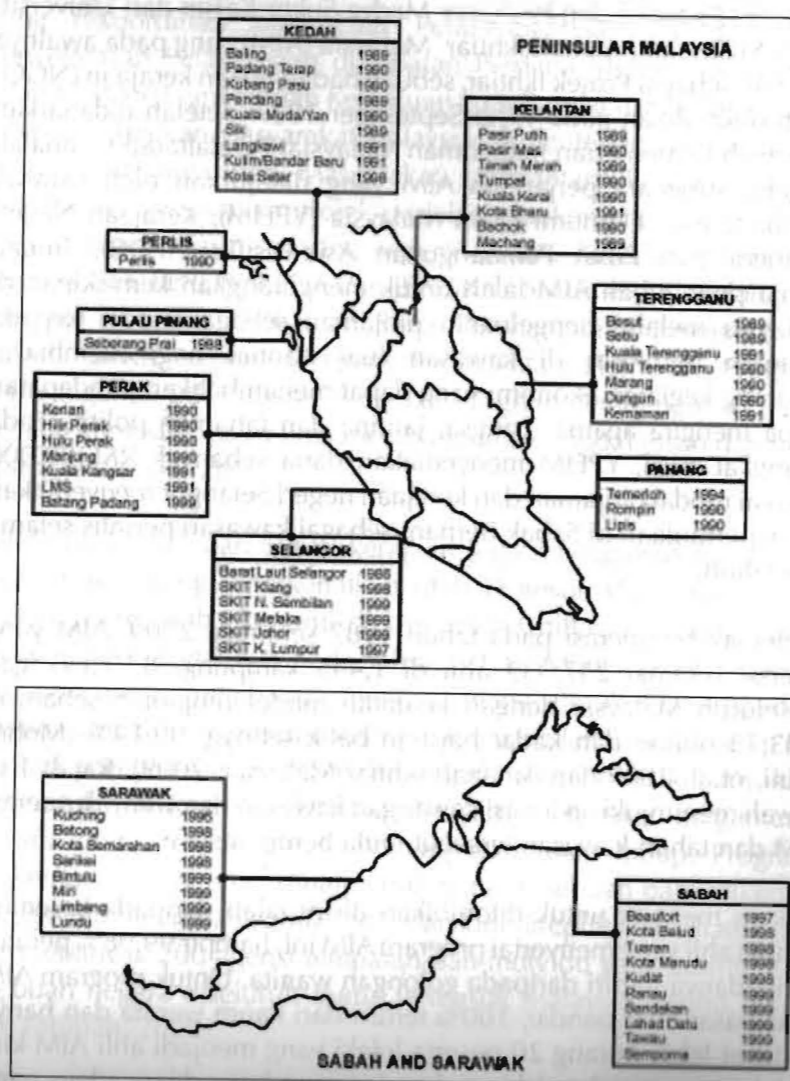 KEDAH
Baling 1989
Padang Terap 1990
Kubang Pasu 1990
Pendang 1989
Kuala Muda/Yan 1990
Sik 1989
Langkawi 1991
Kulim/Bandar Baru 1991
Kota Setar
PENINSULAR MALAYSIA
KELANTAN
Pasir Putih 1989
Pasir Mas 1990
Tanah Merah 1989
Tumpat 1990
Kuala Kerai 1990
Kota Bharu 1991
Bachok 1990
Machang 1989
PERLIS
Perlis 1990
PULAU PINANG
Seberang Prai 1988
TERENGGANU
Besut 1989
Setiu 1989
Kuala Terengganu 1991
Hulu Terengganu 1990
Marang 1990
Dungun 1990
Kemaman 1991
PERAK
Kerian 1990
Hilir Perak 1990
Hulu Perak 1990
Manjung 1990
Kuala Kangsar 1991
LMS 1991
Batang Padang 1999
PAHANG
Temerloh 1994
Rompin 1990
Lipis 1990
SELANGOR
Barat Laut Selangor 1986
SKIT Klang 1998
SKIT N. Sembilan 1999
SKIT Melaka 1999
SKIT Johor 1999
SKIT K. Lumpur 1997
SARAWAK
Kuching 1996
Betong 1998
Kota Semarahan 1998
Sarikei 1998
Bintulu 1999
Miri 1999
Limbang 1999
Lundu 1999
SABAH
Beaufort 1997
Kota Belud 1998
Tuaran 1998
Kota Marudu 1998
Kudat 1998
Ranau 1999
Sandakan 1999
Lahad Datu 1999
Tawau 1999
Semporna 1999
SABAH AND SARAWAK